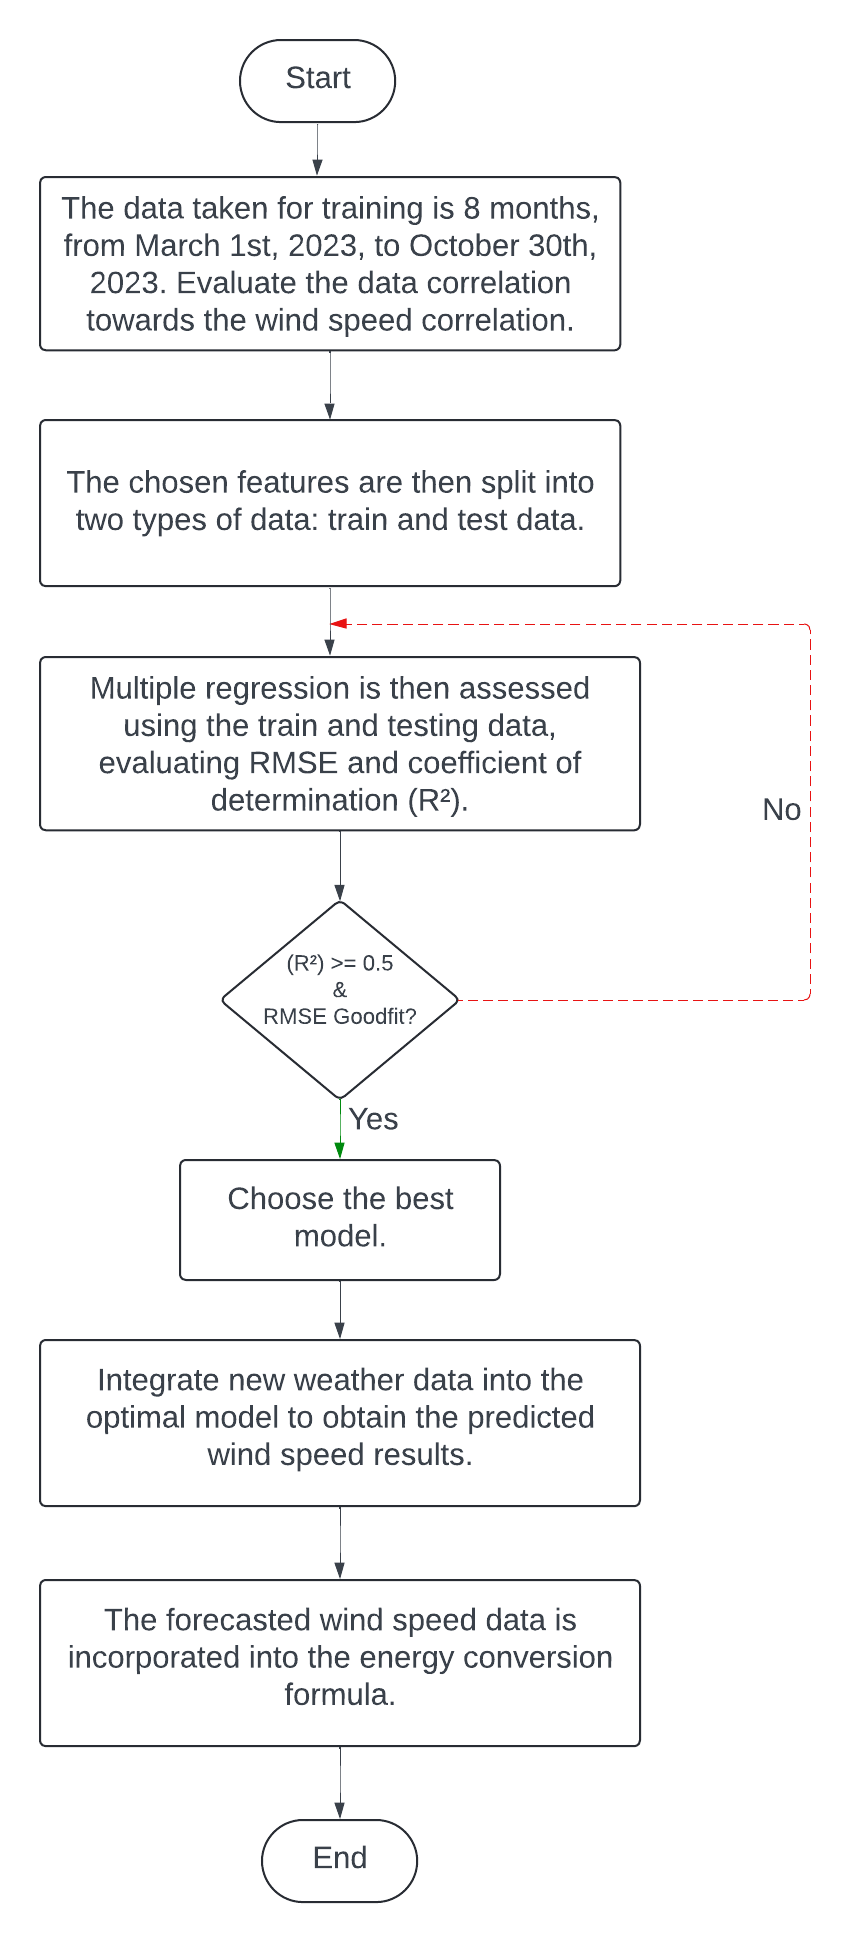 Start
The data taken for training is 8 months,
from March 1st, 2023, to October 30th,
2023. Evaluate the data correlation
towards the wind speed correlation.
The chosen features are then split into
two types of data: train and test data.
Multiple regression is then assessed
using the train and testing data,
evaluating RMSE and coefficient of
determination (R²).
No
(R²) >= 0.5
&
RMSE Goodfit?
Yes
Choose the best
model.
Integrate new weather data into the
optimal model to obtain the predicted
wind speed results.
The forecasted wind speed data is
incorporated into the energy conversion
formula.
End